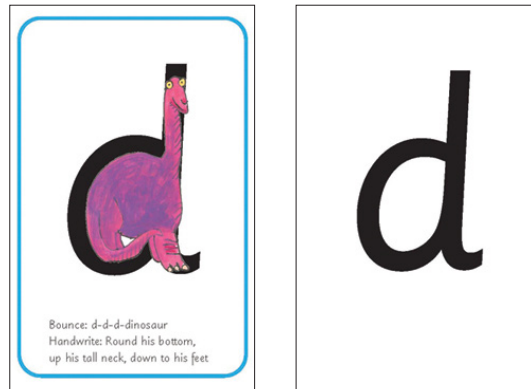 d
Bounce: d-d-d-dinosaur
Handwrite: Round his bottom,
up his tall neck, down to his feet
d